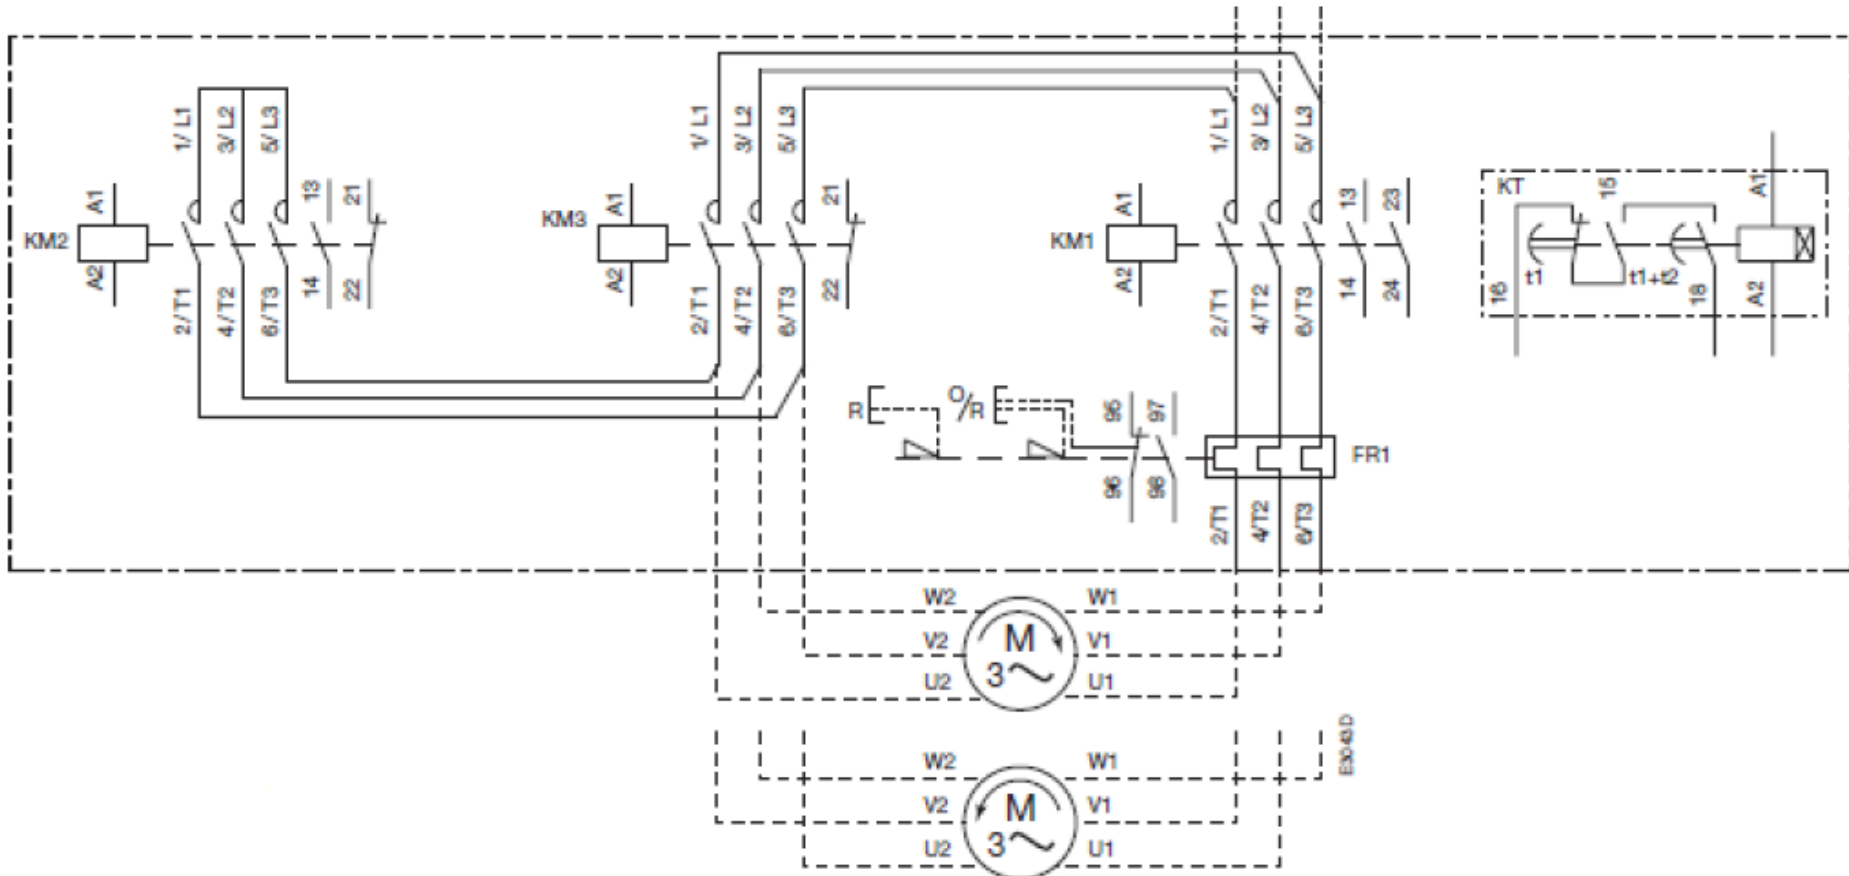 1/ L1 3/ L2 5/ L3 1/ L1 3/ L2 5/ L3 1/ L1 3/ L2 5/ L3
A1 13 21 A1 21 A1 13 23 KT 15 A1
KM2 KM3 KM1
A2 14 22 A2 22 A2 14 24 16 t1 t1+t2 18 A2
2/T1 4/T2 6/T3 2/T1 4/T2 6/T3 2/T1 4/T2 6/T3
R O/R 95 97
FR1
96 98
2/T1 4/T2 6/T3
W2 W1
M
V2 V1
3
U2 U1
E3043D
W2 W1
M
V2 V1
3
U2 U1